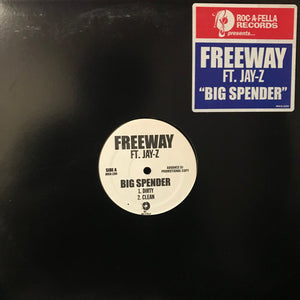 ROC-A-FELLA
RECORDS
presents...
FREEWAY
FT. JAY-Z
"BIG SPENDER"
FREEWAY
FT. JAY-Z
SIDE A
ADVANCE DJ
PROMOTIONAL COPY
BIG SPENDER
1. DIRTY
2. CLEAN